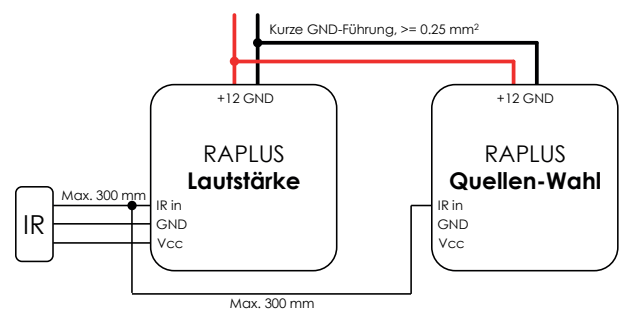 Kurze GND-Führung, >= 0.25 mm²
+12 GND
+12 GND
RAPLUS
Lautstärke
RAPLUS
Quellen-Wahl
IR
Max. 300 mm
IR in
GND
Vcc
IR in
GND
Vcc
Max. 300 mm